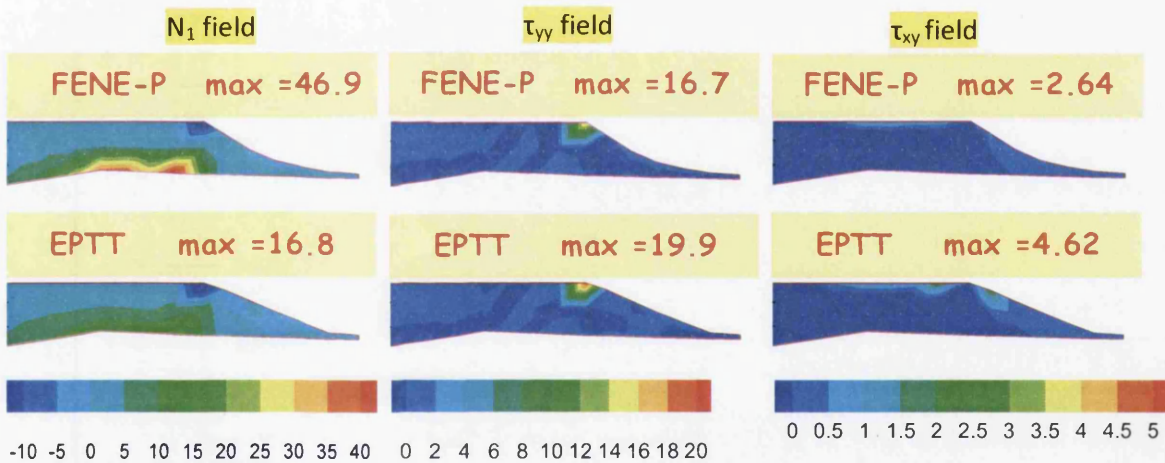 N₁ field
τyy field
τxy field
FENE-P max =46.9
FENE-P max =16.7
FENE-P max =2.64
EPTT max =16.8
EPTT max =19.9
EPTT max =4.62
-10 -5 0 5 10 15 20 25 30 35 40
0 2 4 6 8 10 12 14 16 18 20
0 0.5 1 1.5 2 2.5 3 3.5 4 4.5 5